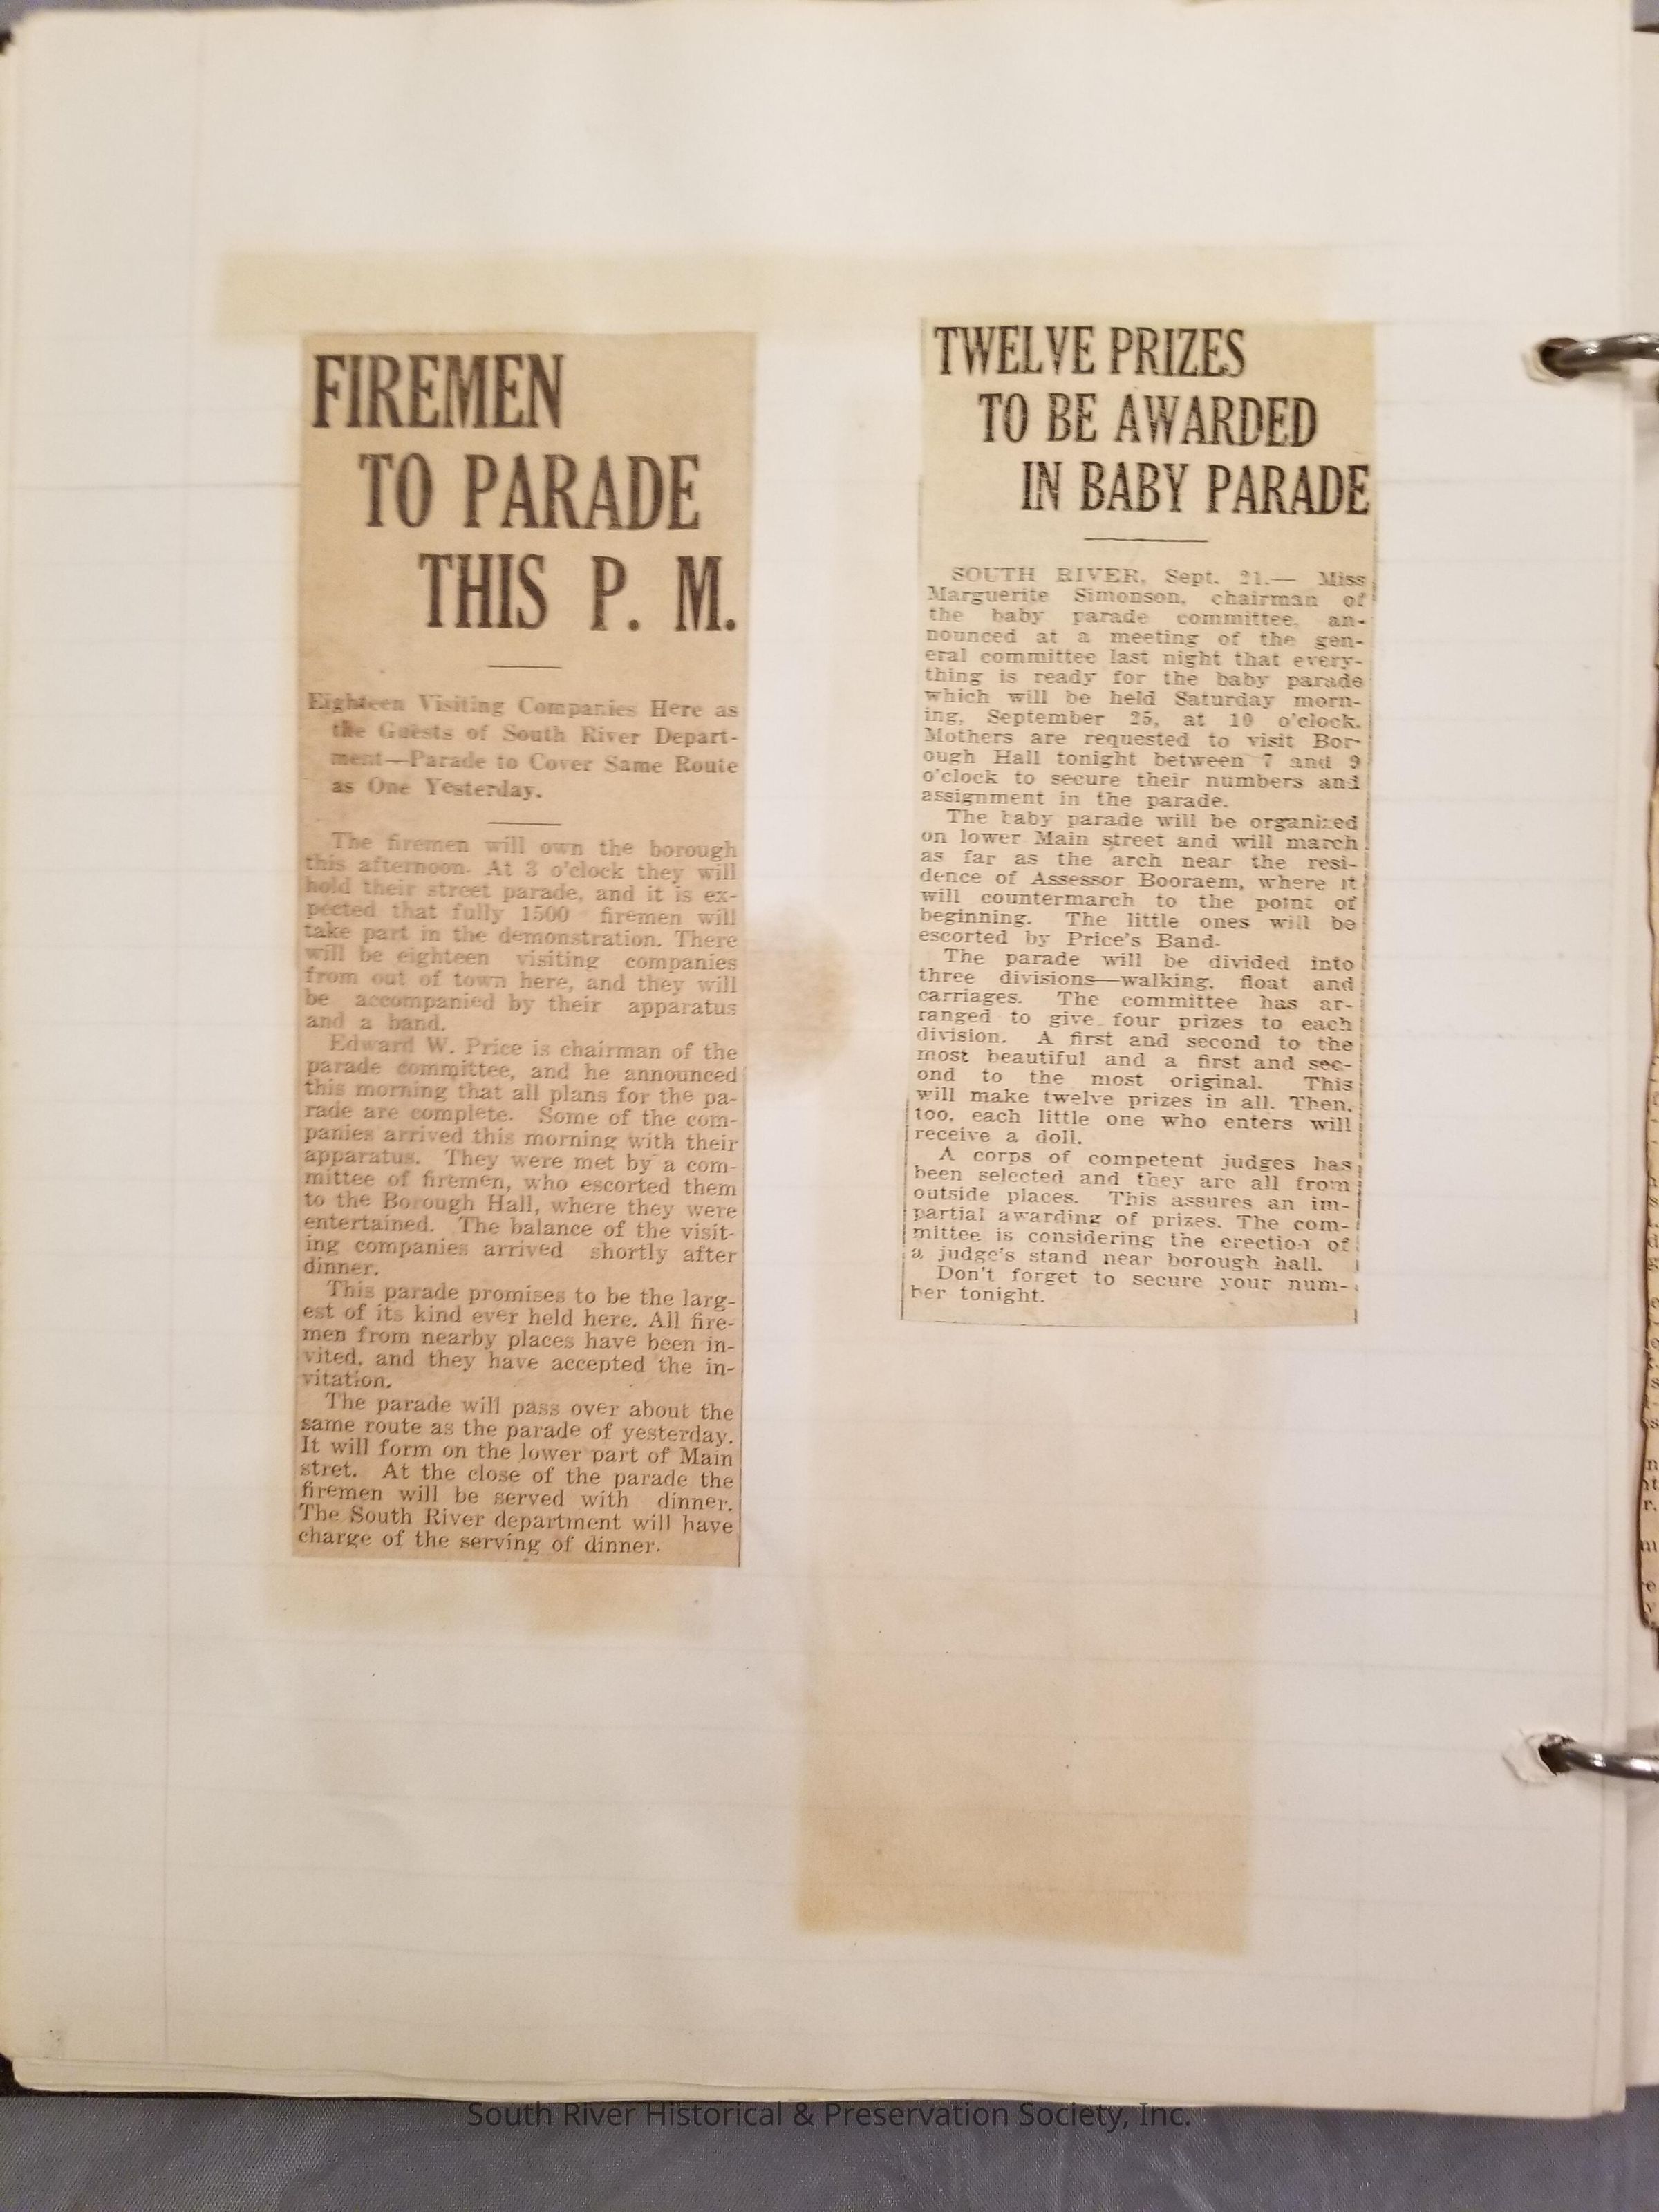 FIREMEN
TO PARADE
THIS P. M.
Eighteen Visiting Companies Here as
the Guests of South River Depart-
ment—Parade to Cover Same Route
as One Yesterday.
The firemen will own the borough
this afternoon. At 3 o'clock they will
hold their street parade, and it is ex-
pected that fully 1500 firemen will
take part in the demonstration. There
will be eighteen visiting companies
from out of town here, and they will
be accompanied by their apparatus
and a band.
Edward W. Price is chairman of the
parade committee, and he announced
this morning that all plans for the pa-
rade are complete. Some of the com-
panies arrived this morning with their
apparatus. They were met by a com-
mittee of firemen, who escorted them
to the Borough Hall, where they were
entertained. The balance of the visit-
ing companies arrived shortly after
dinner.
This parade promises to be the larg-
est of its kind ever held here. All fire-
men from nearby places have been in-
vited, and they have accepted the in-
vitation.
The parade will pass over about the
same route as the parade of yesterday.
It will form on the lower part of Main
stret. At the close of the parade the
firemen will be served with dinner.
The South River department will have
charge of the serving of dinner.
TWELVE PRIZES
TO BE AWARDED
IN BABY PARADE
SOUTH RIVER, Sept. 21.— Miss
Marguerite Simonson, chairman of
the baby parade committee, an-
nounced at a meeting of the gen-
eral committee last night that every-
thing is ready for the baby parade
which will be held Saturday morn-
ing, September 25, at 10 o'clock.
Mothers are requested to visit Bor-
ough Hall tonight between 7 and 9
o'clock to secure their numbers and
assignment in the parade.
The baby parade will be organized
on lower Main street and will march
as far as the arch near the resi-
dence of Assessor Booraem, where it
will countermarch to the point of
beginning. The little ones will be
escorted by Price's Band.
The parade will be divided into
three divisions—walking, float and
carriages. The committee has ar-
ranged to give four prizes to each
division. A first and second to the
most beautiful and a first and sec-
ond to the most original. This
will make twelve prizes in all. Then,
too, each little one who enters will
receive a doll.
A corps of competent judges has
been selected and they are all from
outside places. This assures an im-
partial awarding of prizes. The com-
mittee is considering the erection of
a judge's stand near borough hall.
Don't forget to secure your num-
ber tonight.
South River Historical & Preservation Society, Inc.